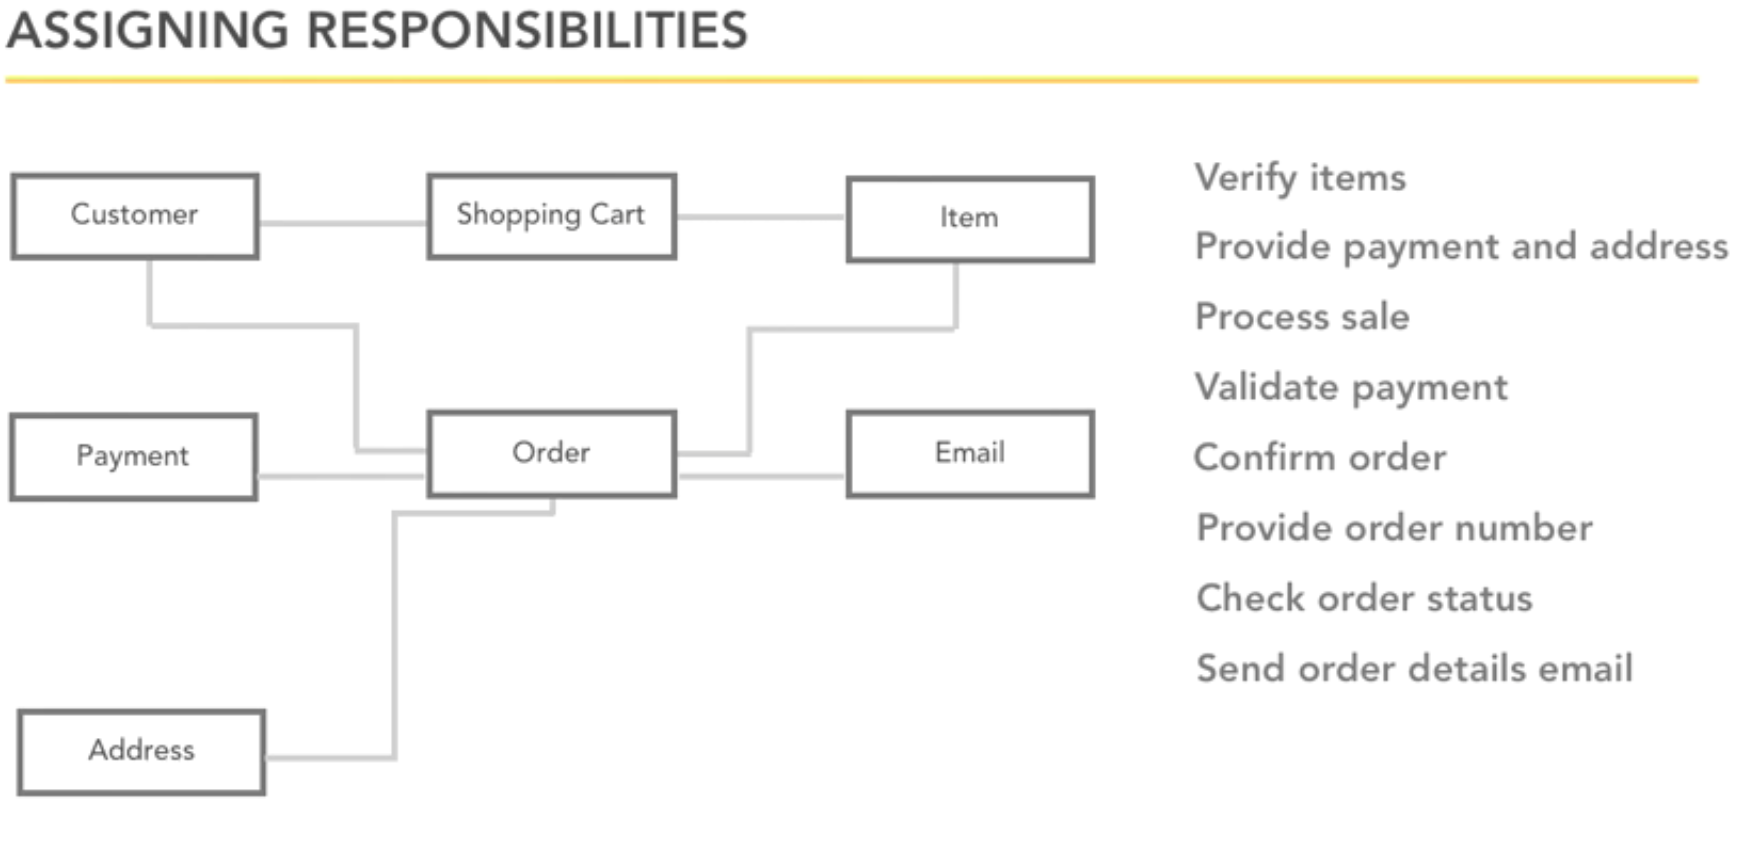 ASSIGNING RESPONSIBILITIES
Customer
Shopping Cart
Item
Payment
Order
Email
Address
Verify items
Provide payment and address
Process sale
Validate payment
Confirm order
Provide order number
Check order status
Send order details email